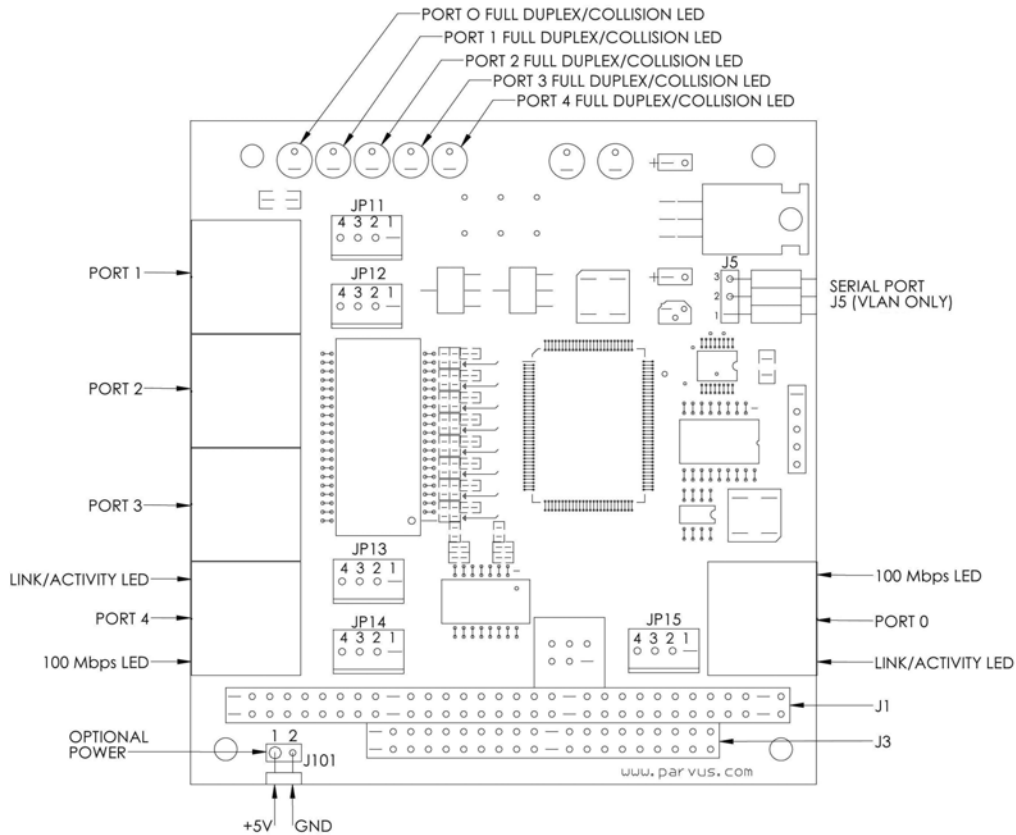 PORT O FULL DUPLEX/COLLISION LED
PORT 1 FULL DUPLEX/COLLISION LED
PORT 2 FULL DUPLEX/COLLISION LED
PORT 3 FULL DUPLEX/COLLISION LED
PORT 4 FULL DUPLEX/COLLISION LED
JP11
4 3 2 1
PORT 1
JP12
4 3 2 1
J5
3
2
1
SERIAL PORT
J5 (VLAN ONLY)
PORT 2
PORT 3
JP13
4 3 2 1
LINK/ACTIVITY LED
PORT 4
100 Mbps LED
JP14
4 3 2 1
JP15
4 3 2 1
100 Mbps LED
PORT 0
LINK/ACTIVITY LED
J1
J3
OPTIONAL
POWER
1 2
J101
+5V
GND
www.parvus.com